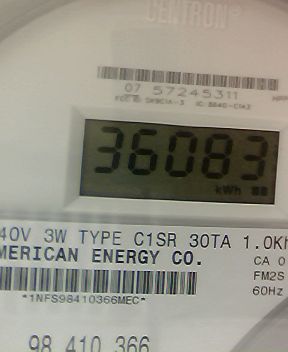 CENTRON®
07 57245311
36083
kWh
40V 3W TYPE C1SR 30TA 1.0Kh
MERICAN ENERGY CO.
CA 0
FM2S
60Hz
*1NFS98410366MEC*
98 410 366